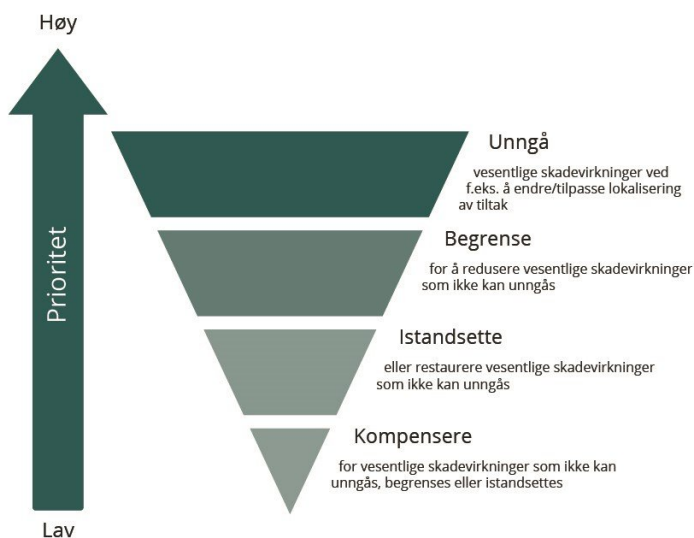 Høy
Prioritet
Lav
Unngå
vesentlige skadevirkninger ved
f.eks. å endre/tilpasse lokalisering
av tiltak
Begrense
for å redusere vesentlige skadevirkninger
som ikke kan unngås
Istandsette
eller restaurere vesentlige skadevirkninger
som ikke kan unngås
Kompensere
for vesentlige skadevirkninger som ikke kan
unngås, begrenses eller istandsettes